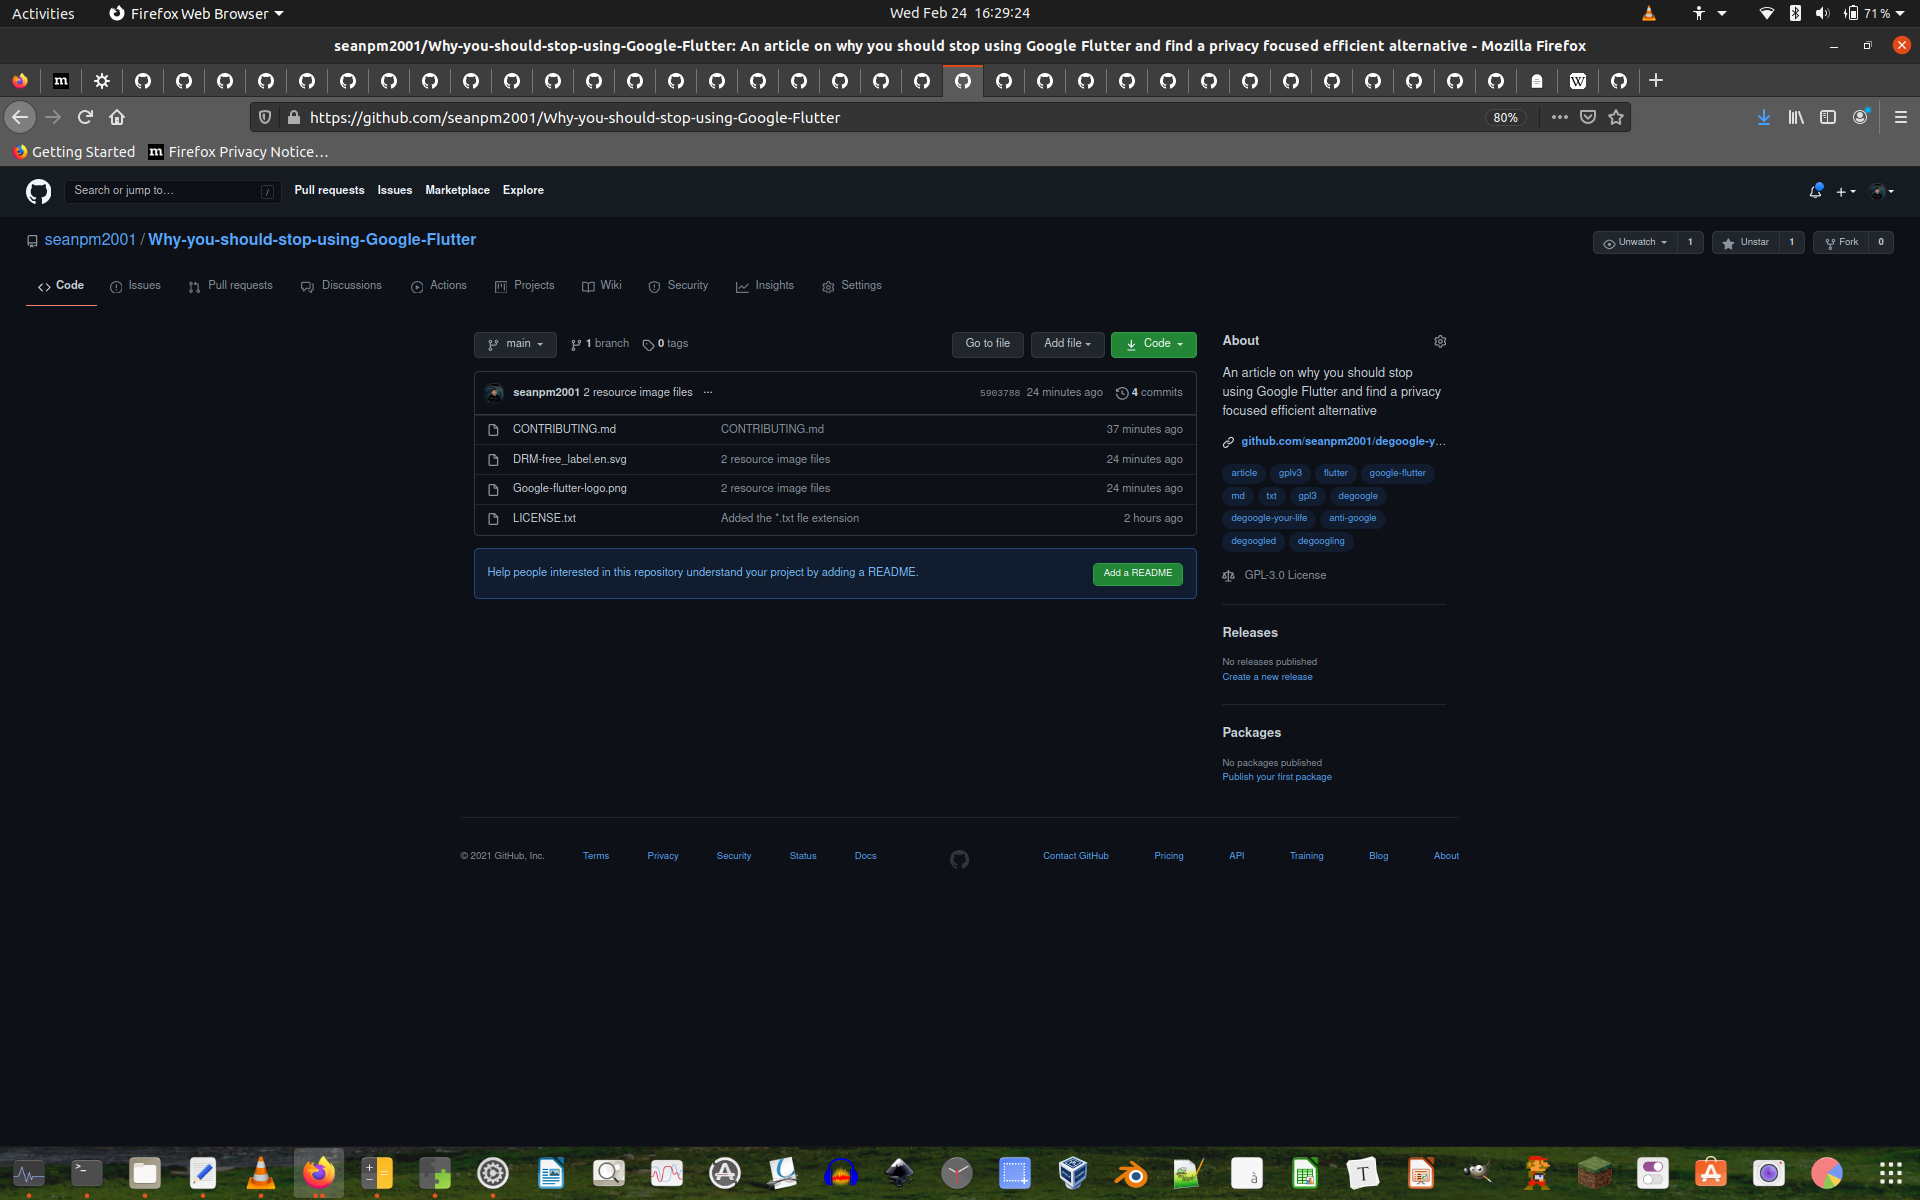 Activities Firefox Web Browser Wed Feb 24 16:29:24 71 %
seanpm2001/Why-you-should-stop-using-Google-Flutter: An article on why you should stop using Google Flutter and find a privacy focused efficient alternative - Mozilla Firefox
https://github.com/seanpm2001/Why-you-should-stop-using-Google-Flutter 80%
Getting Started Firefox Privacy Notice…
Search or jump to… / Pull requests Issues Marketplace Explore
seanpm2001 / Why-you-should-stop-using-Google-Flutter Unwatch 1 Unstar 1 Fork 0
Code Issues Pull requests Discussions Actions Projects Wiki Security Insights Settings
main 1 branch 0 tags Go to file Add file Code
seanpm2001 2 resource image files ··· 5903788 24 minutes ago 4 commits
CONTRIBUTING.md CONTRIBUTING.md 37 minutes ago
DRM-free_label.en.svg 2 resource image files 24 minutes ago
Google-flutter-logo.png 2 resource image files 24 minutes ago
LICENSE.txt Added the *.txt fle extension 2 hours ago
Help people interested in this repository understand your project by adding a README. Add a README
About
An article on why you should stop
using Google Flutter and find a privacy
focused efficient alternative
github.com/seanpm2001/degoogle-y…
article gplv3 flutter google-flutter
md txt gpl3 degoogle
degoogle-your-life anti-google
degoogled degoogling
GPL-3.0 License
Releases
No releases published
Create a new release
Packages
No packages published
Publish your first package
© 2021 GitHub, Inc. Terms Privacy Security Status Docs Contact GitHub Pricing API Training Blog About